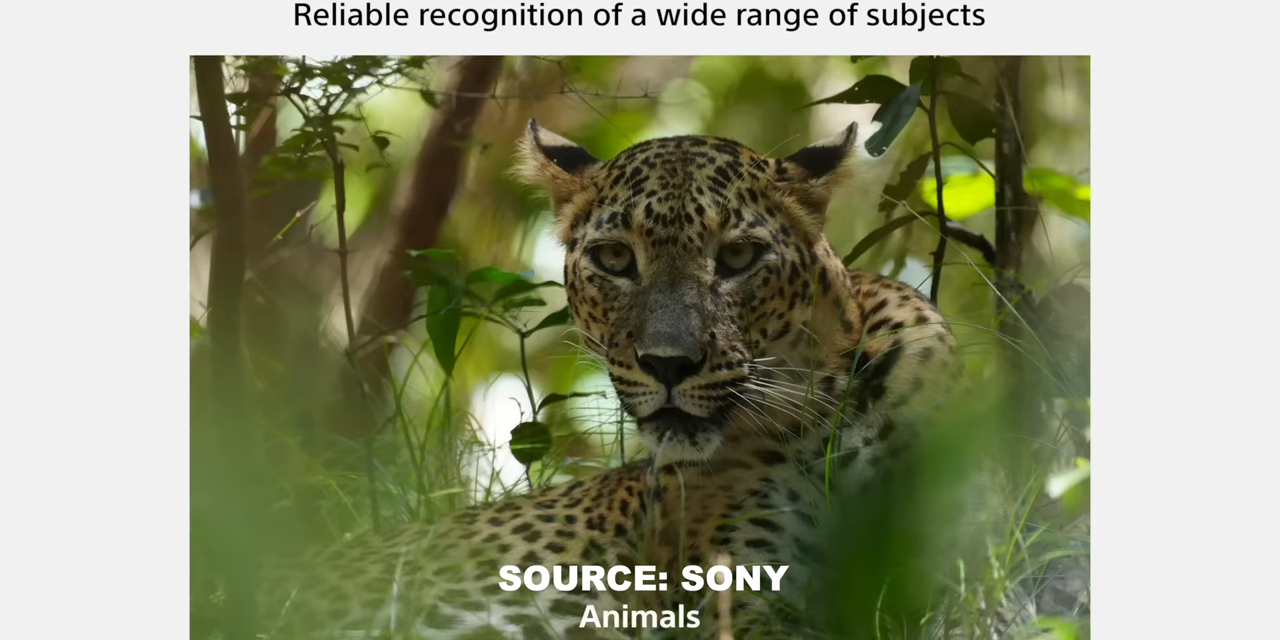 Reliable recognition of a wide range of subjects
SOURCE: SONY
Animals